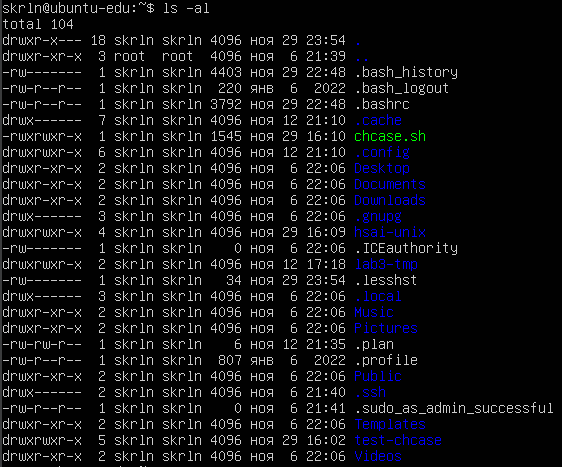 skrln@ubuntu-edu:~$ ls -al
total 104
drwxr-x--- 18 skrln skrln 4096 ноя 29 23:54 .
drwxr-xr-x  3 root  root  4096 ноя  6 21:39 ..
-rw-------  1 skrln skrln 4403 ноя 29 22:48 .bash_history
-rw-r--r--  1 skrln skrln  220 янв  6  2022 .bash_logout
-rw-r--r--  1 skrln skrln 3792 ноя 29 22:48 .bashrc
drwx------  7 skrln skrln 4096 ноя 12 21:10 .cache
-rwxrwxr-x  1 skrln skrln 1545 ноя 29 16:10 chcase.sh
drwxrwxr-x  6 skrln skrln 4096 ноя 12 21:10 .config
drwxr-xr-x  2 skrln skrln 4096 ноя  6 22:06 Desktop
drwxr-xr-x  2 skrln skrln 4096 ноя  6 22:06 Documents
drwxr-xr-x  2 skrln skrln 4096 ноя  6 22:06 Downloads
drwx------  3 skrln skrln 4096 ноя  6 22:06 .gnupg
drwxrwxr-x  4 skrln skrln 4096 ноя 29 16:09 hsai-unix
-rw-------  1 skrln skrln    0 ноя  6 22:06 .ICEauthority
drwxrwxr-x  2 skrln skrln 4096 ноя 12 17:18 lab3-tmp
-rw-------  1 skrln skrln   34 ноя 29 23:54 .lesshst
drwx------  3 skrln skrln 4096 ноя  6 22:06 .local
drwxr-xr-x  2 skrln skrln 4096 ноя  6 22:06 Music
drwxr-xr-x  2 skrln skrln 4096 ноя  6 22:06 Pictures
-rw-rw-r--  1 skrln skrln    6 ноя 12 21:35 .plan
-rw-r--r--  1 skrln skrln  807 янв  6  2022 .profile
drwxr-xr-x  2 skrln skrln 4096 ноя  6 22:06 Public
drwx------  2 skrln skrln 4096 ноя  6 21:40 .ssh
-rw-r--r--  1 skrln skrln    0 ноя  6 21:41 .sudo_as_admin_successful
drwxr-xr-x  2 skrln skrln 4096 ноя  6 22:06 Templates
drwxrwxr-x  5 skrln skrln 4096 ноя 29 16:02 test-chcase
drwxr-xr-x  2 skrln skrln 4096 ноя  6 22:06 Videos